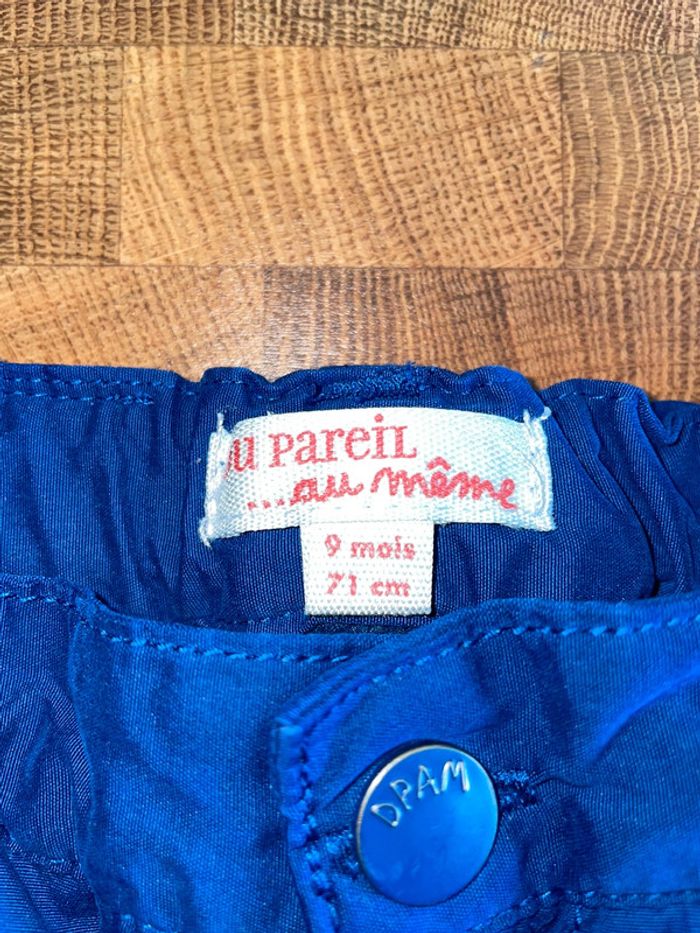 u Pareil
...au même
9 mois
71 cm
DPAM